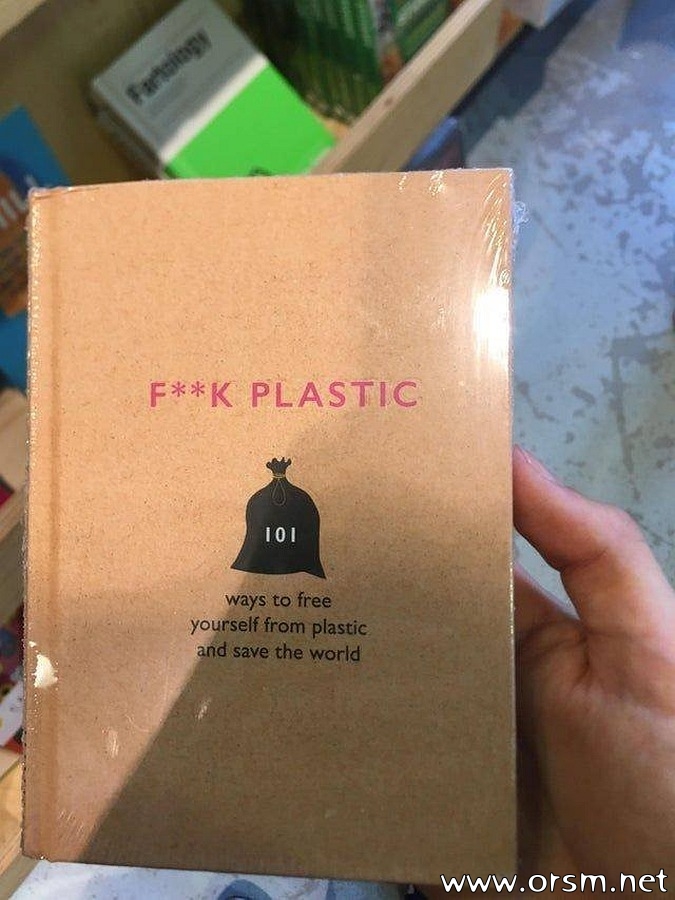 Fartology
F**K PLASTIC
101
ways to free
yourself from plastic
and save the world
www.orsm.net